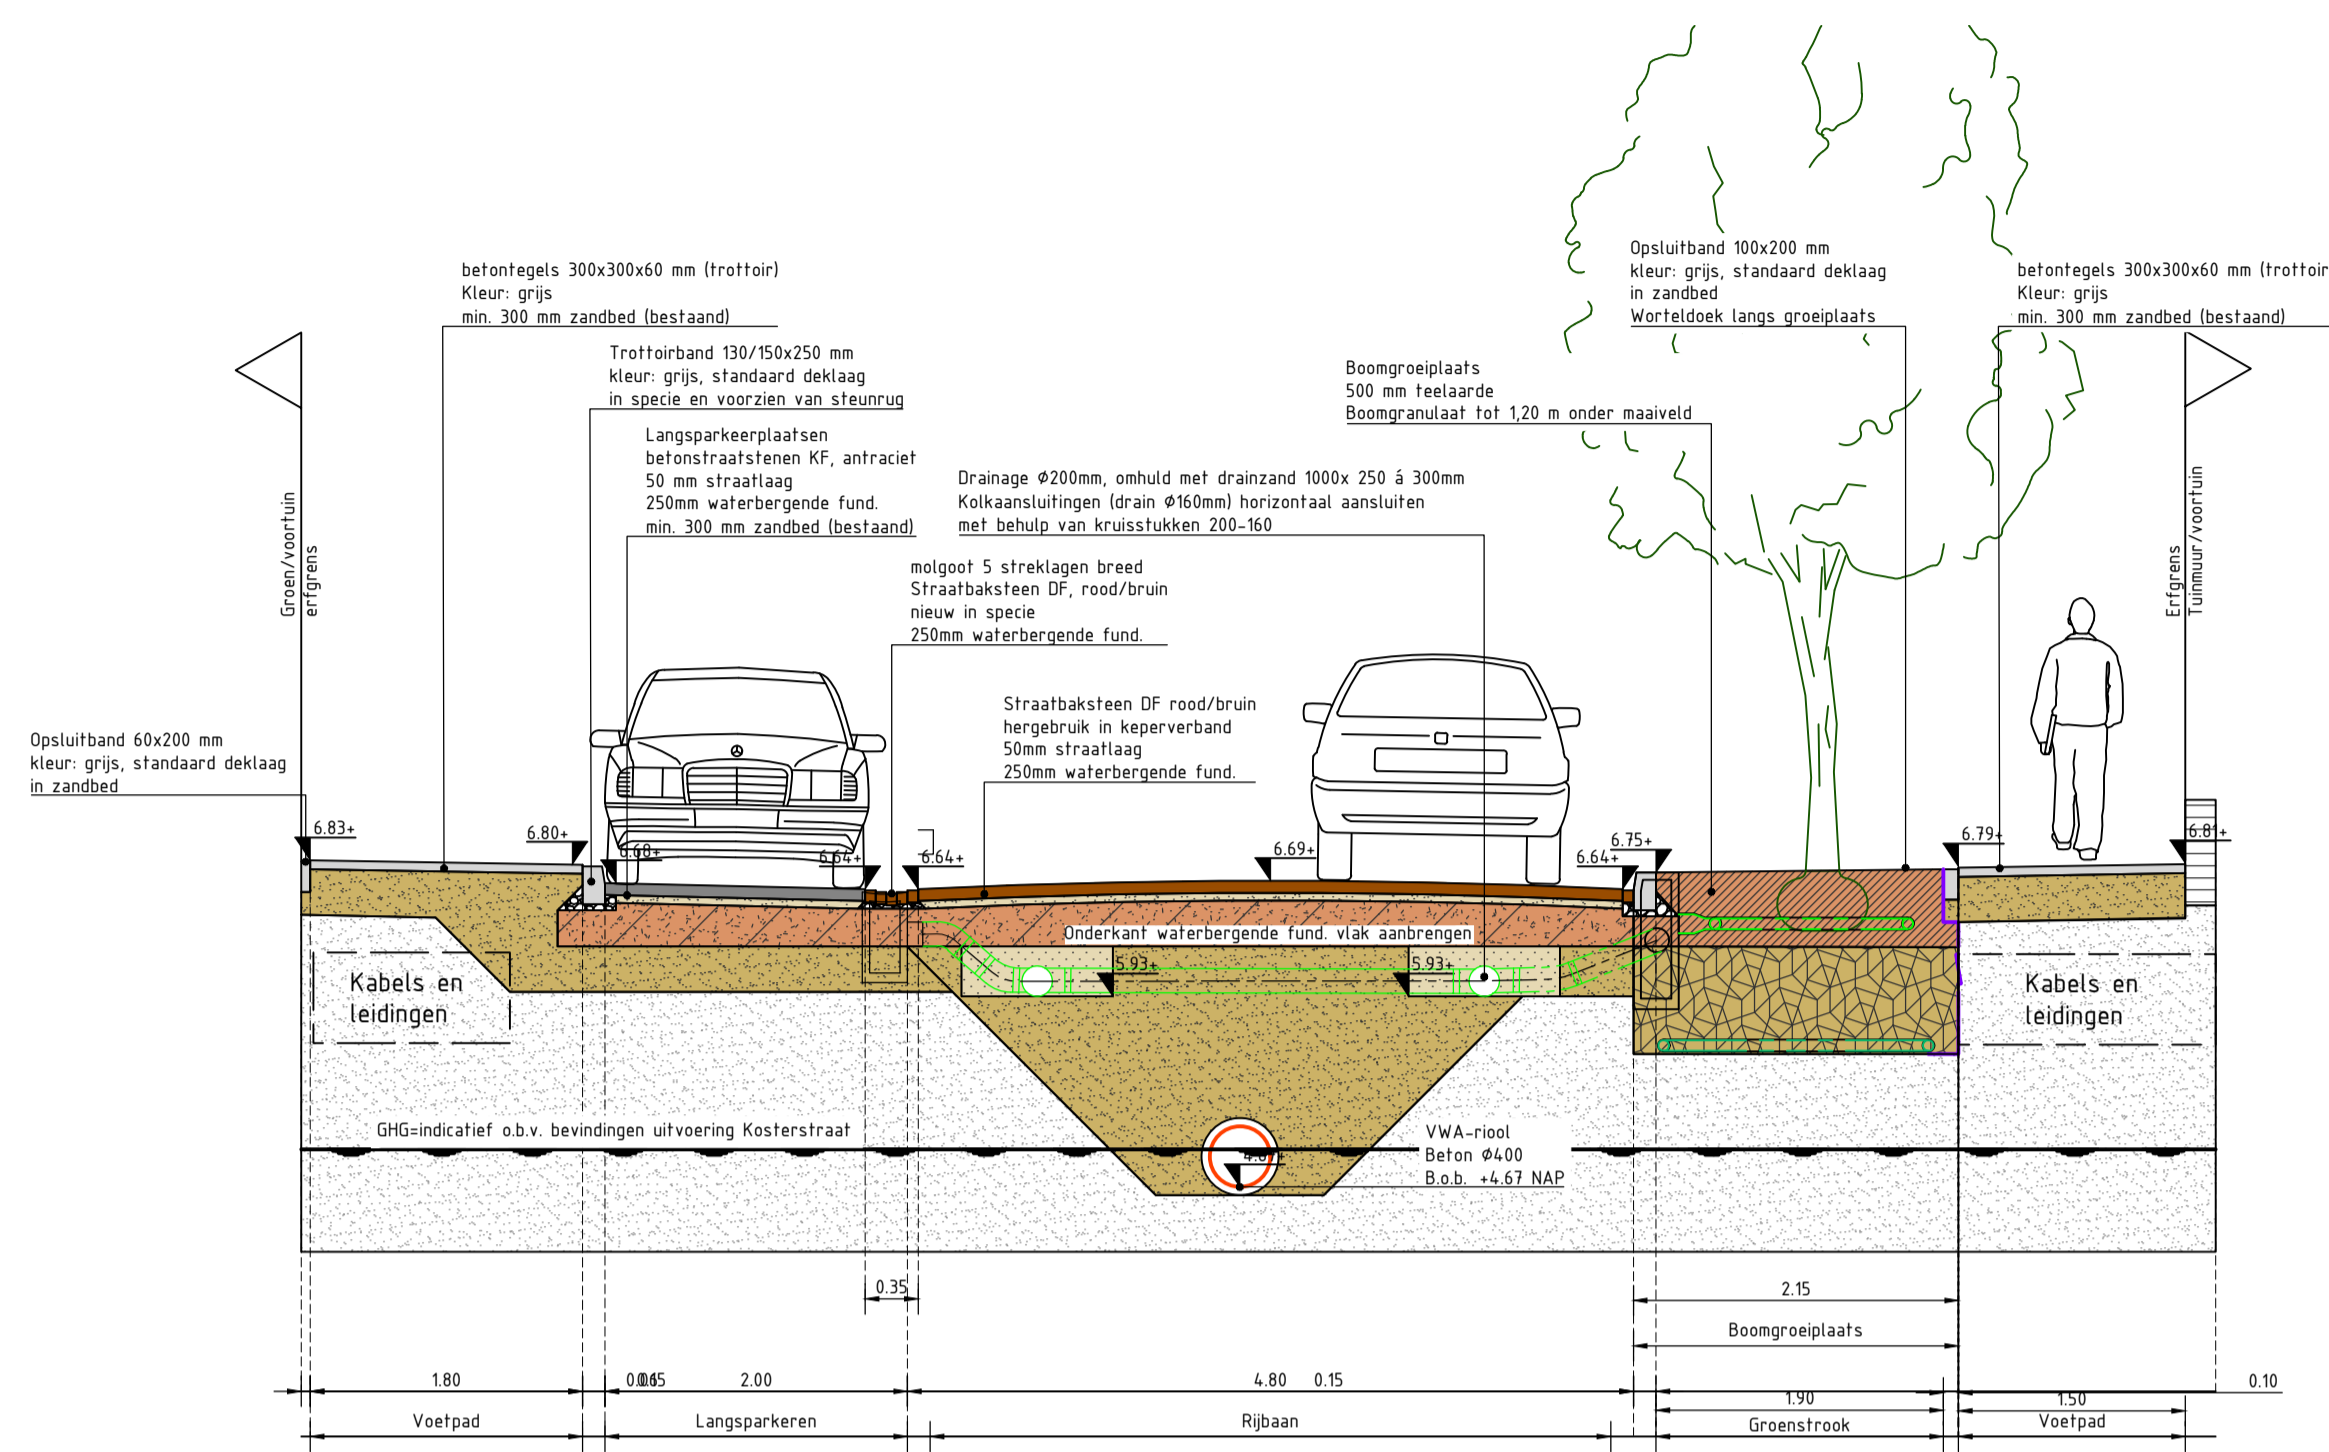 Opsluitband 100x200 mm
kleur: grijs, standaard deklaag
in zandbed
Worteldoek langs groeiplaats
betontegels 300x300x60 mm (trottoir)
Kleur: grijs
min. 300 mm zandbed (bestaand)
betontegels 300x300x60 mm (trottoir
Kleur: grijs
min. 300 mm zandbed (bestaand)
Trottoirband 130/150x250 mm
kleur: grijs, standaard deklaag
in specie en voorzien van steunrug
Boomgroeiplaats
500 mm teelaarde
Boomgranulaat tot 1,20 m onder maaiveld
Langsparkeerplaatsen
betonstraatstenen KF, antraciet
50 mm straatlaag
250mm waterbergende fund.
min. 300 mm zandbed (bestaand)
Drainage Ø200mm, omhuld met drainzand 1000x 250 á 300mm
Kolkaansluitingen (drain Ø160mm) horizontaal aansluiten
met behulp van kruisstukken 200-160
Groen/voortuin
erfgrens
Erfgrens
Tuinmuur/voortuin
molgoot 5 streklagen breed
Straatbaksteen DF, rood/bruin
nieuw in specie
250mm waterbergende fund.
Straatbaksteen DF rood/bruin
hergebruik in keperverband
50mm straatlaag
250mm waterbergende fund.
Opsluitband 60x200 mm
kleur: grijs, standaard deklaag
in zandbed
6.83+
6.80+
6.68+
6.64+
6.64+
6.69+
6.64+
6.75+
6.79+
6.81+
Onderkant waterbergende fund. vlak aanbrengen
5.93+
5.93+
Kabels en
leidingen
Kabels en
leidingen
GHG=indicatief o.b.v. bevindingen uitvoering Kosterstraat
VWA-riool
Beton Ø400
B.o.b. +4.67 NAP
0.35
2.15
Boomgroeiplaats
1.80
2.00
4.80
0.15
0.10
1.90
1.50
Voetpad
Langsparkeren
Rijbaan
Groenstrook
Voetpad